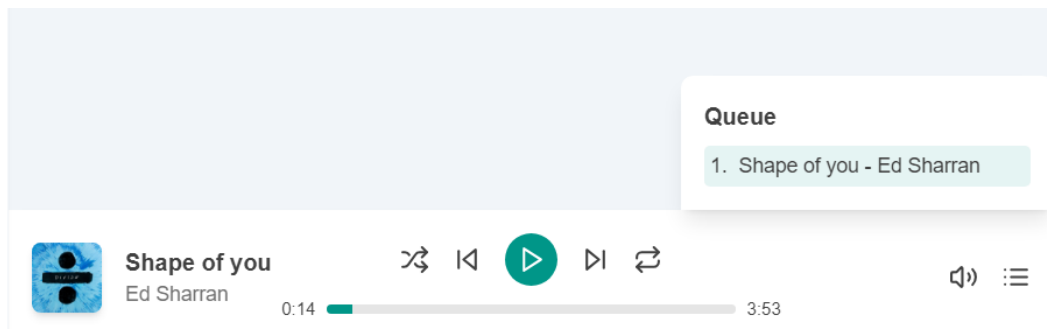 Queue
1. Shape of you - Ed Sharran
Shape of you
Ed Sharran
0:14
3:53